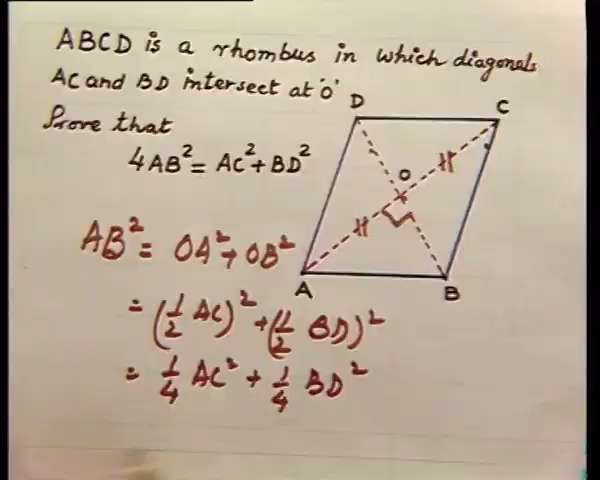 ABCD is a rhombus in which diagonals
AC and BD intersect at 'O'
Prove that
4AB² = AC² + BD²
D
C
O
A
B
AB² = OA² + OB²
= (1/2 AC)² + (1/2 BD)²
= 1/4 AC² + 1/4 BD²